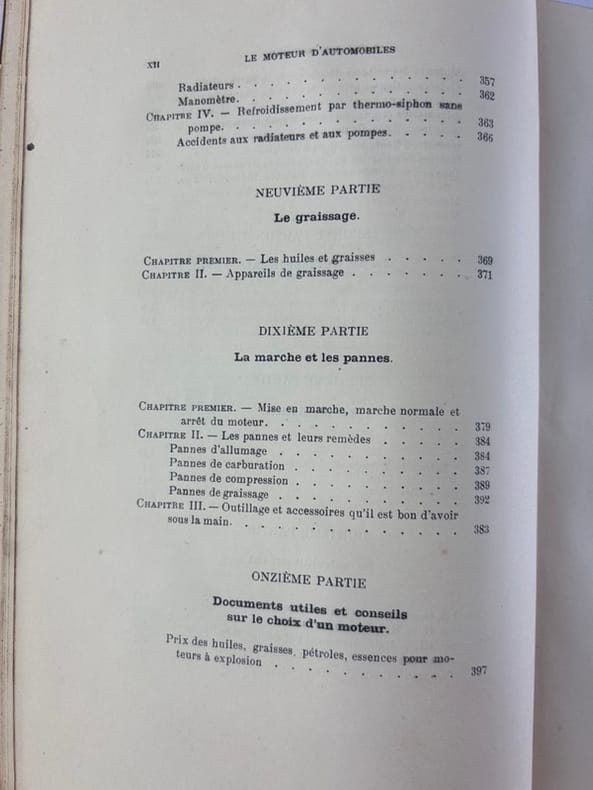 XII LE MOTEUR D'AUTOMOBILES
Radiateurs . . . . . . . . . . . . . . 357
Manomètre. . . . . . . . . . . . . . 362
CHAPITRE IV. — Refroidissement par thermo-siphon sans
pompe. . . . . . . . . . . . . . 363
Accidents aux radiateurs et aux pompes. . . . . 366
NEUVIÈME PARTIE
Le graissage.
CHAPITRE PREMIER. — Les huiles et graisses . . . . . 369
CHAPITRE II. — Appareils de graissage . . . . . . . 371
DIXIÈME PARTIE
La marche et les pannes.
CHAPITRE PREMIER. — Mise en marche, marche normale et
arrêt du moteur. . . . . . . . . . . . 379
CHAPITRE II. — Les pannes et leurs remèdes . . . . . 384
Pannes d'allumage . . . . . . . . . . . 384
Pannes de carburation . . . . . . . . . . 387
Pannes de compression . . . . . . . . . . 389
Pannes de graissage . . . . . . . . . . . 392
CHAPITRE III. — Outillage et accessoires qu'il est bon d'avoir
sous la main. . . . . . . . . . . . . . 383
ONZIÈME PARTIE
Documents utiles et conseils
sur le choix d'un moteur.
Prix des huiles, graisses, pétroles, essences pour mo-
teurs à explosion . . . . . . . . . . . 397